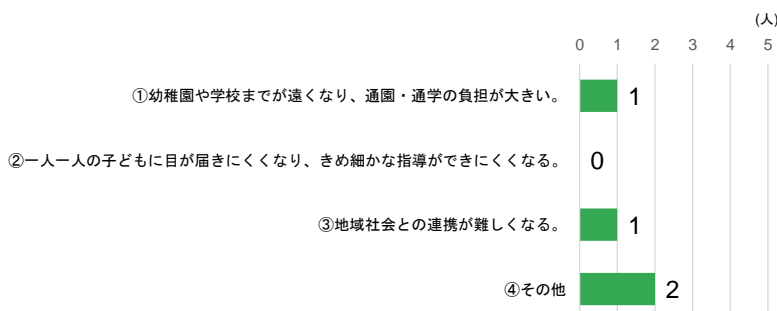 (人)
0 1 2 3 4 5
①幼稚園や学校までが遠くなり、通園・通学の負担が大きい。 1
②一人一人の子どもに目が届きにくくなり、きめ細かな指導ができにくくなる。 0
③地域社会との連携が難しくなる。 1
④その他 2